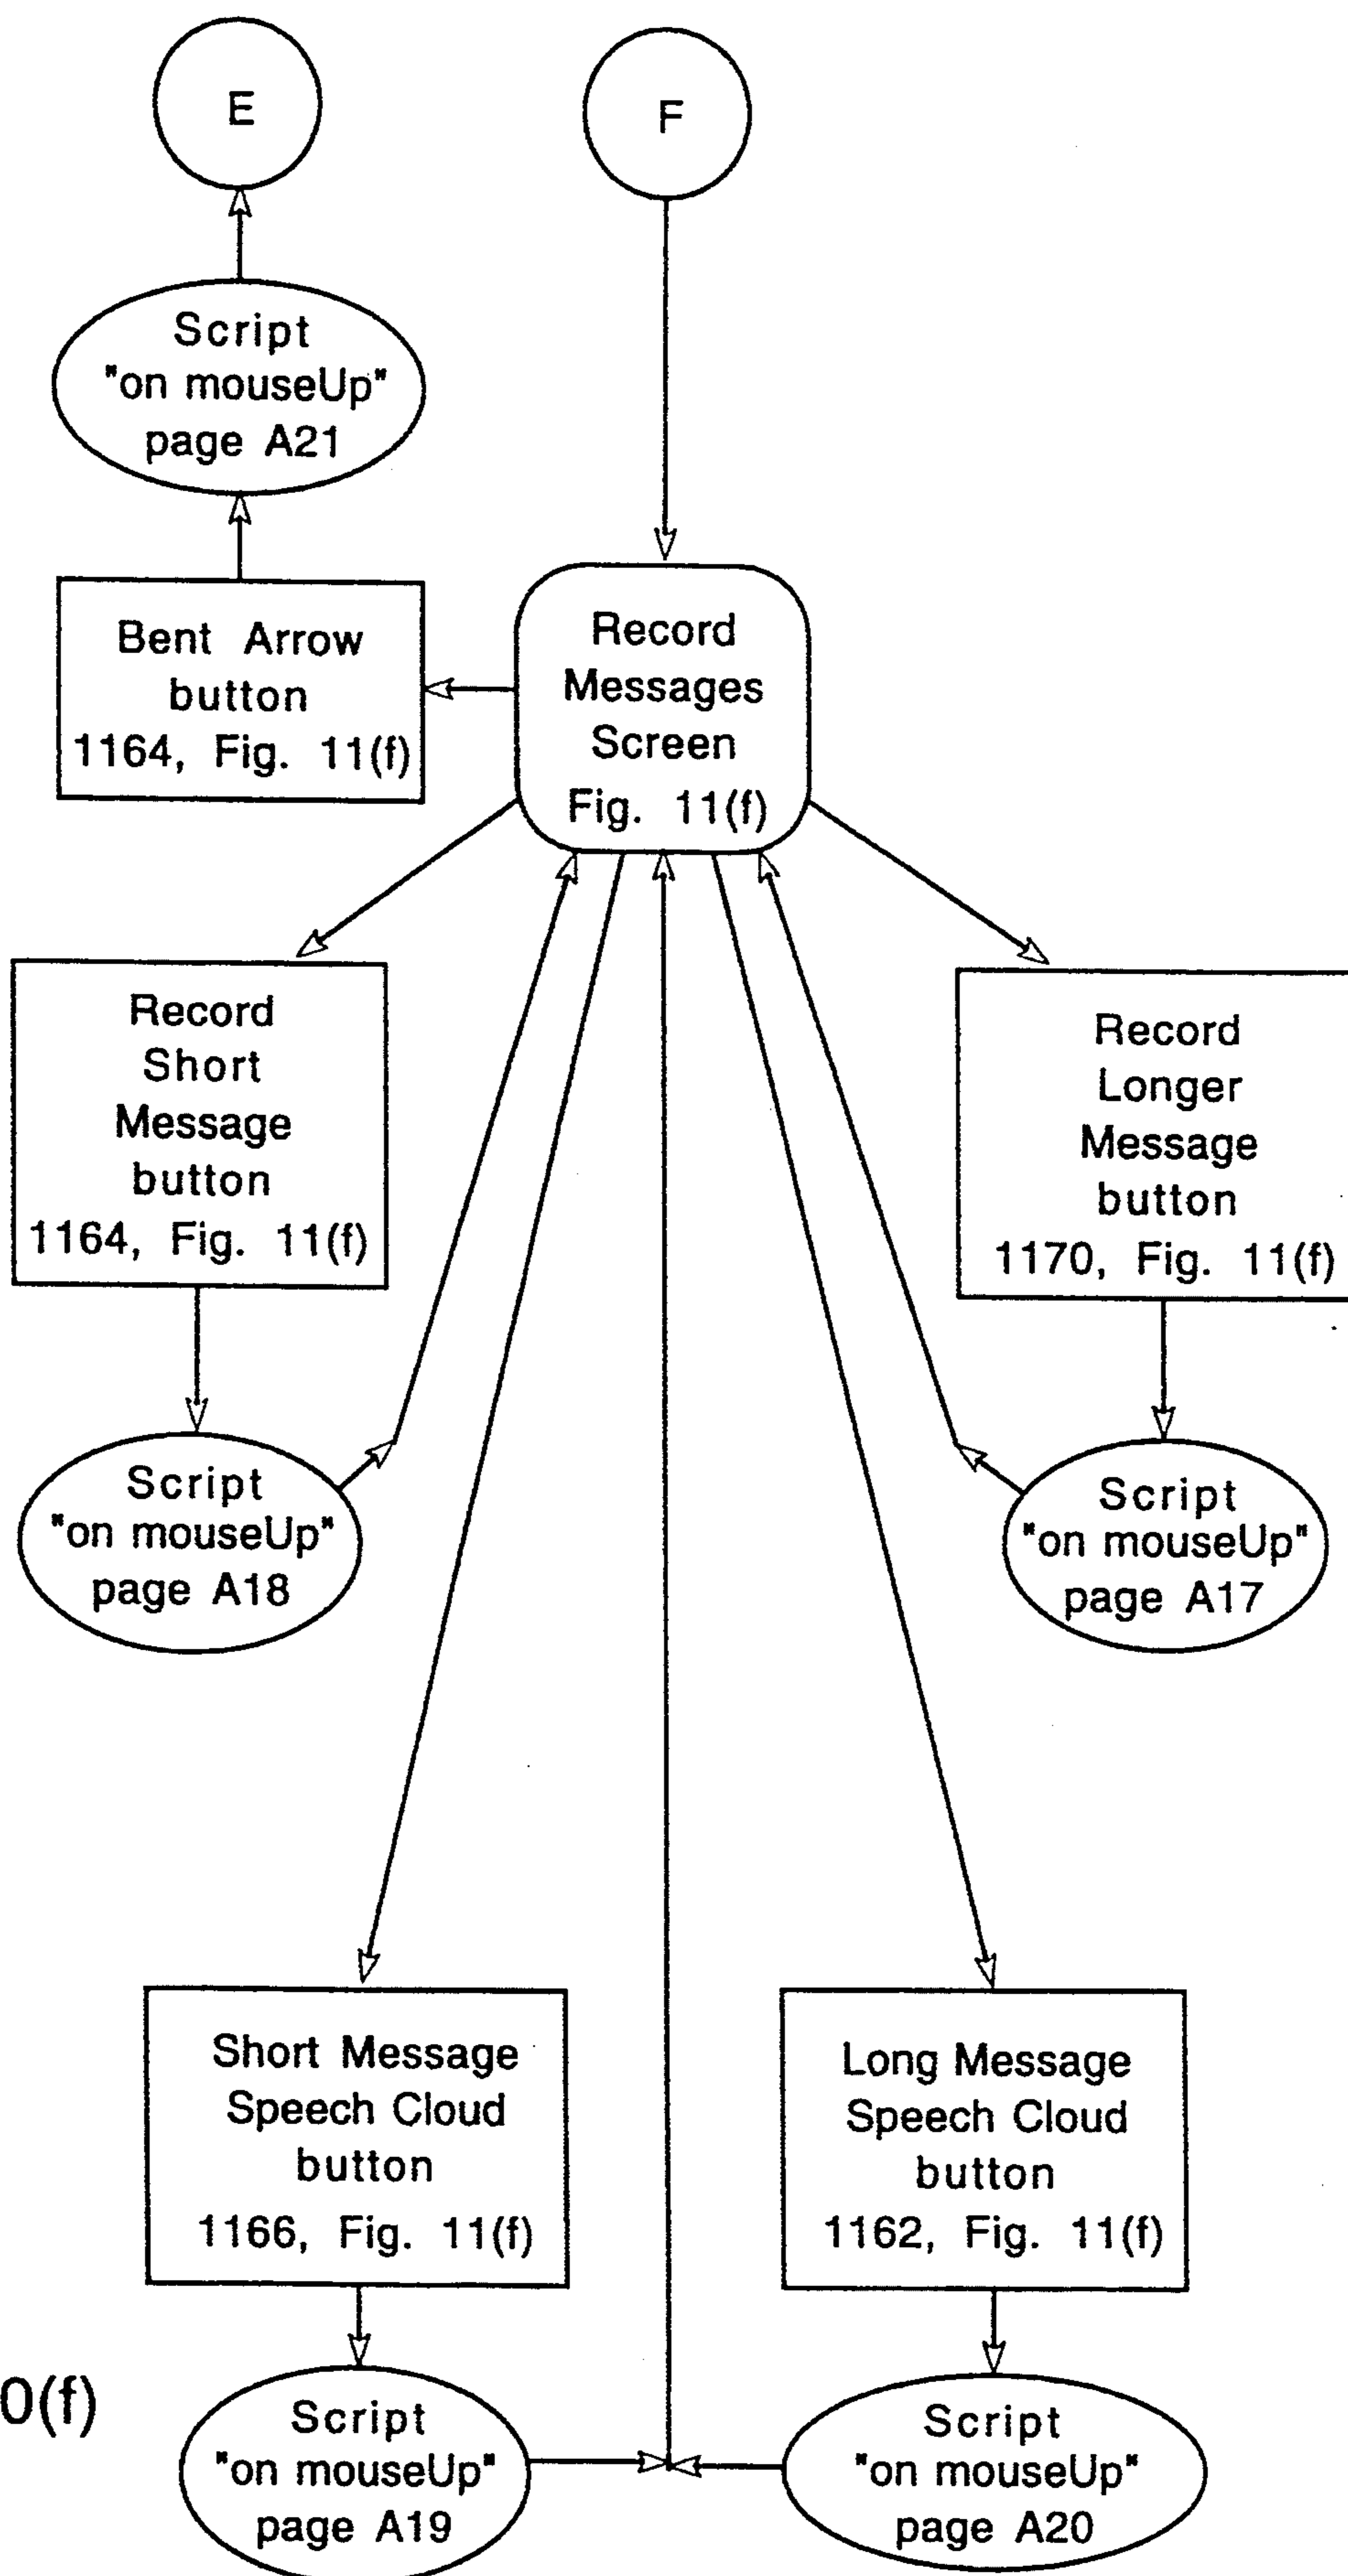 E
F
Script
"on mouseUp"
page A21
Bent Arrow
button
1164, Fig. 11(f)
Record
Messages
Screen
Fig. 11(f)
Record
Short
Message
button
1164, Fig. 11(f)
Record
Longer
Message
button
1170, Fig. 11(f)
Script
"on mouseUp"
page A18
Script
"on mouseUp"
page A17
Short Message
Speech Cloud
button
1166, Fig. 11(f)
Long Message
Speech Cloud
button
1162, Fig. 11(f)
0(f)
Script
"on mouseUp"
page A19
Script
"on mouseUp"
page A20